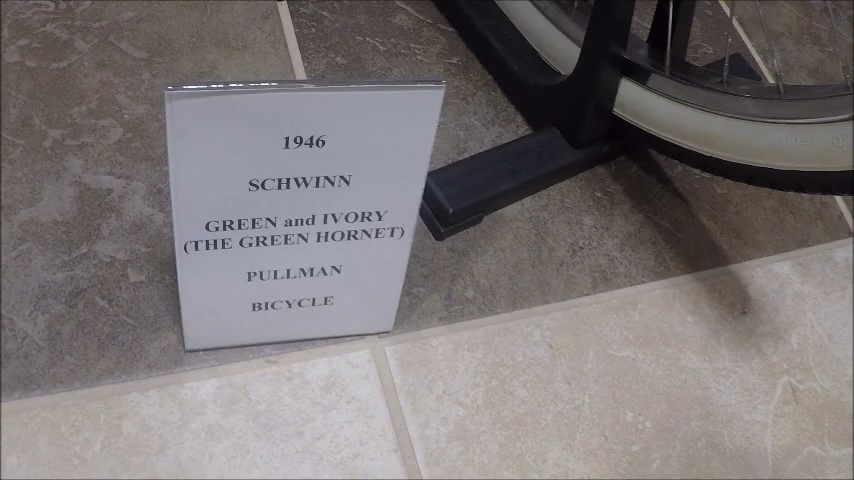 1946
SCHWINN
GREEN and IVORY
(THE GREEN HORNET)
PULLMAN
BICYCLE